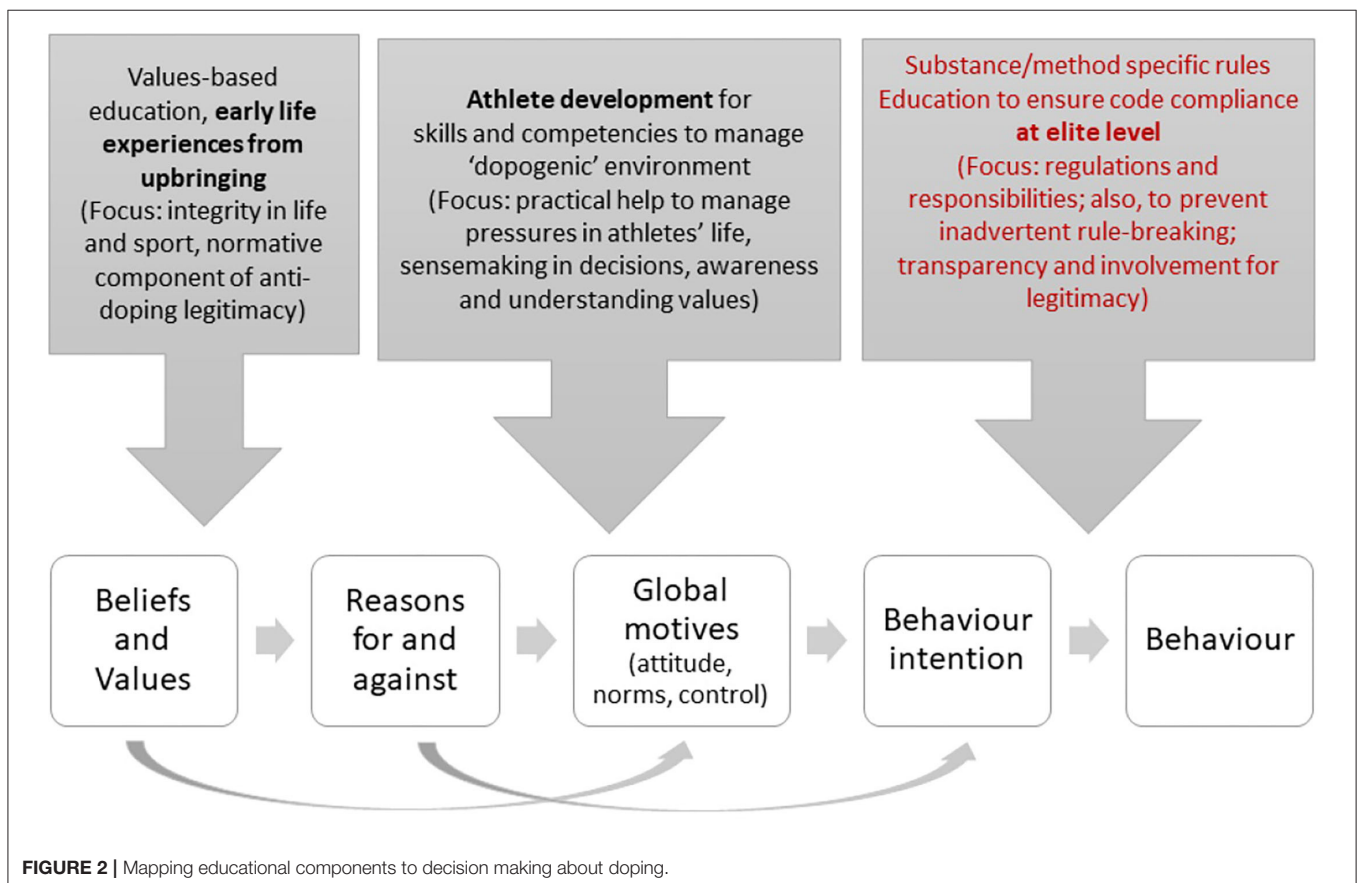 Values-based
education, early life
experiences from
upbringing
(Focus: integrity in life
and sport, normative
component of anti-
doping legitimacy)
Athlete development for
skills and competencies to manage
'dopogenic' environment
(Focus: practical help to manage
pressures in athletes' life,
sensemaking in decisions, awareness
and understanding values)
Substance/method specific rules
Education to ensure code compliance
at elite level
(Focus: regulations and
responsibilities; also, to prevent
inadvertent rule-breaking;
transparency and involvement for
legitimacy)
Beliefs
and
Values
Reasons
for and
against
Global
motives
(attitude,
norms, control)
Behaviour
intention
Behaviour
FIGURE 2 | Mapping educational components to decision making about doping.